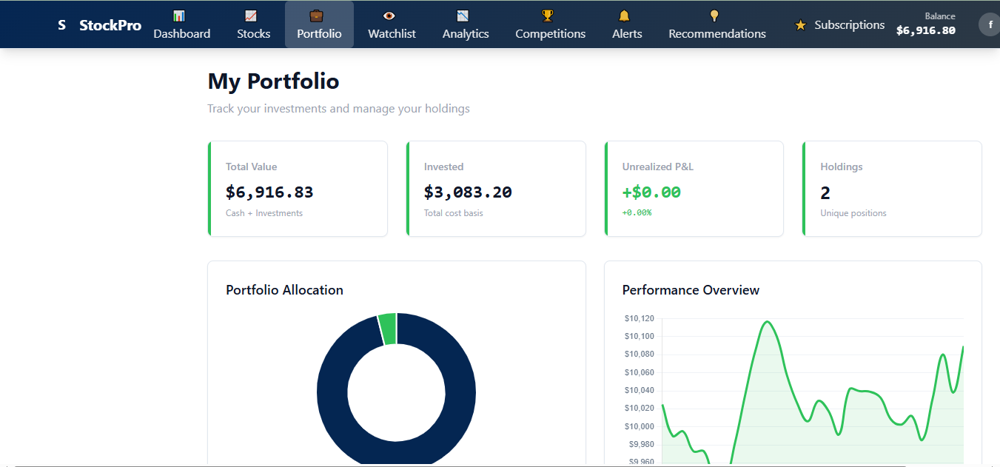 S StockPro
Dashboard
Stocks
Portfolio
Watchlist
Analytics
Competitions
Alerts
Recommendations
Subscriptions
Balance
$6,916.80
f
My Portfolio
Track your investments and manage your holdings
Total Value
$6,916.83
Cash + Investments
Invested
$3,083.20
Total cost basis
Unrealized P&L
+$0.00
+0.00%
Holdings
2
Unique positions
Portfolio Allocation
Performance Overview
$10,120
$10,100
$10,080
$10,060
$10,040
$10,020
$10,000
$9,980
$9,960